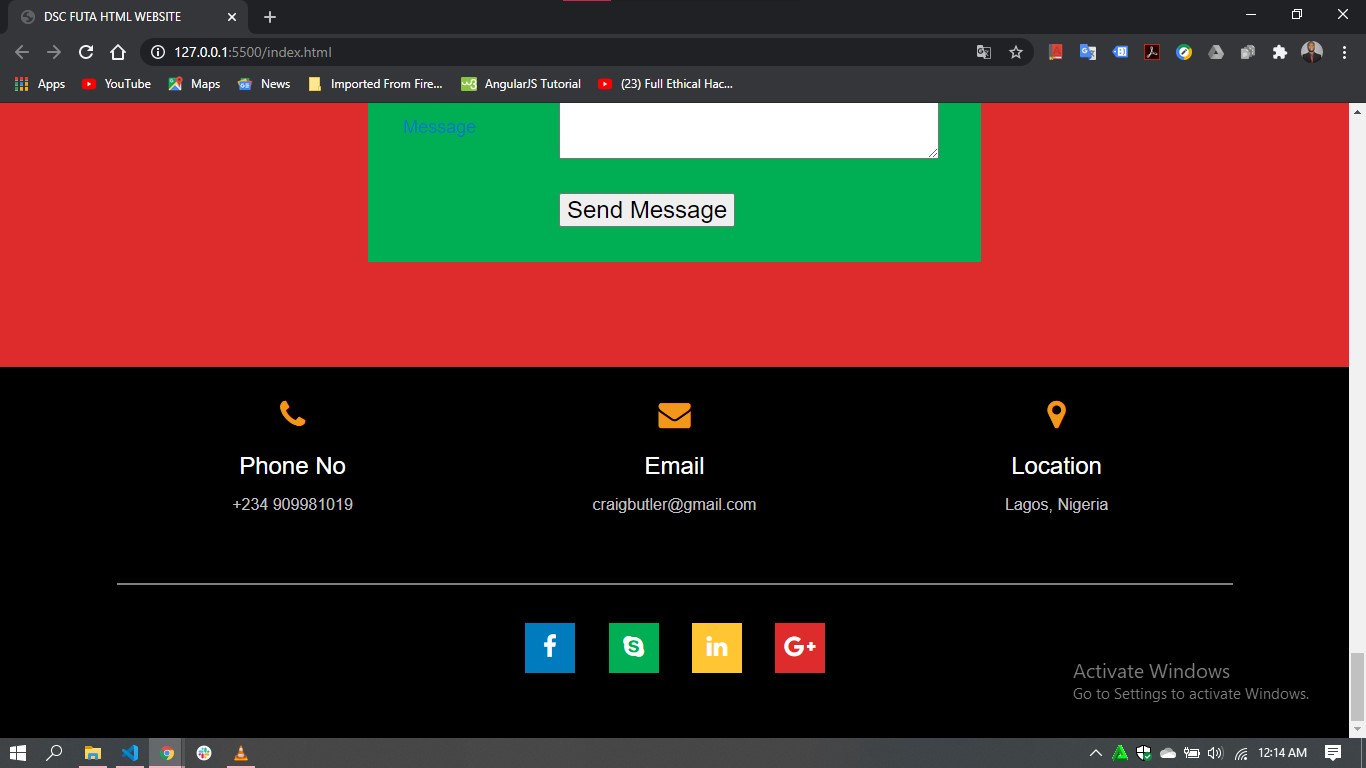 DSC FUTA HTML WEBSITE
127.0.0.1:5500/index.html
Apps YouTube Maps News Imported From Fire... AngularJS Tutorial (23) Full Ethical Hac...
Message
Send Message
Phone No Email Location
+234 909981019 craigbutler@gmail.com Lagos, Nigeria
f S in G+
Activate Windows
Go to Settings to activate Windows.
12:14 AM